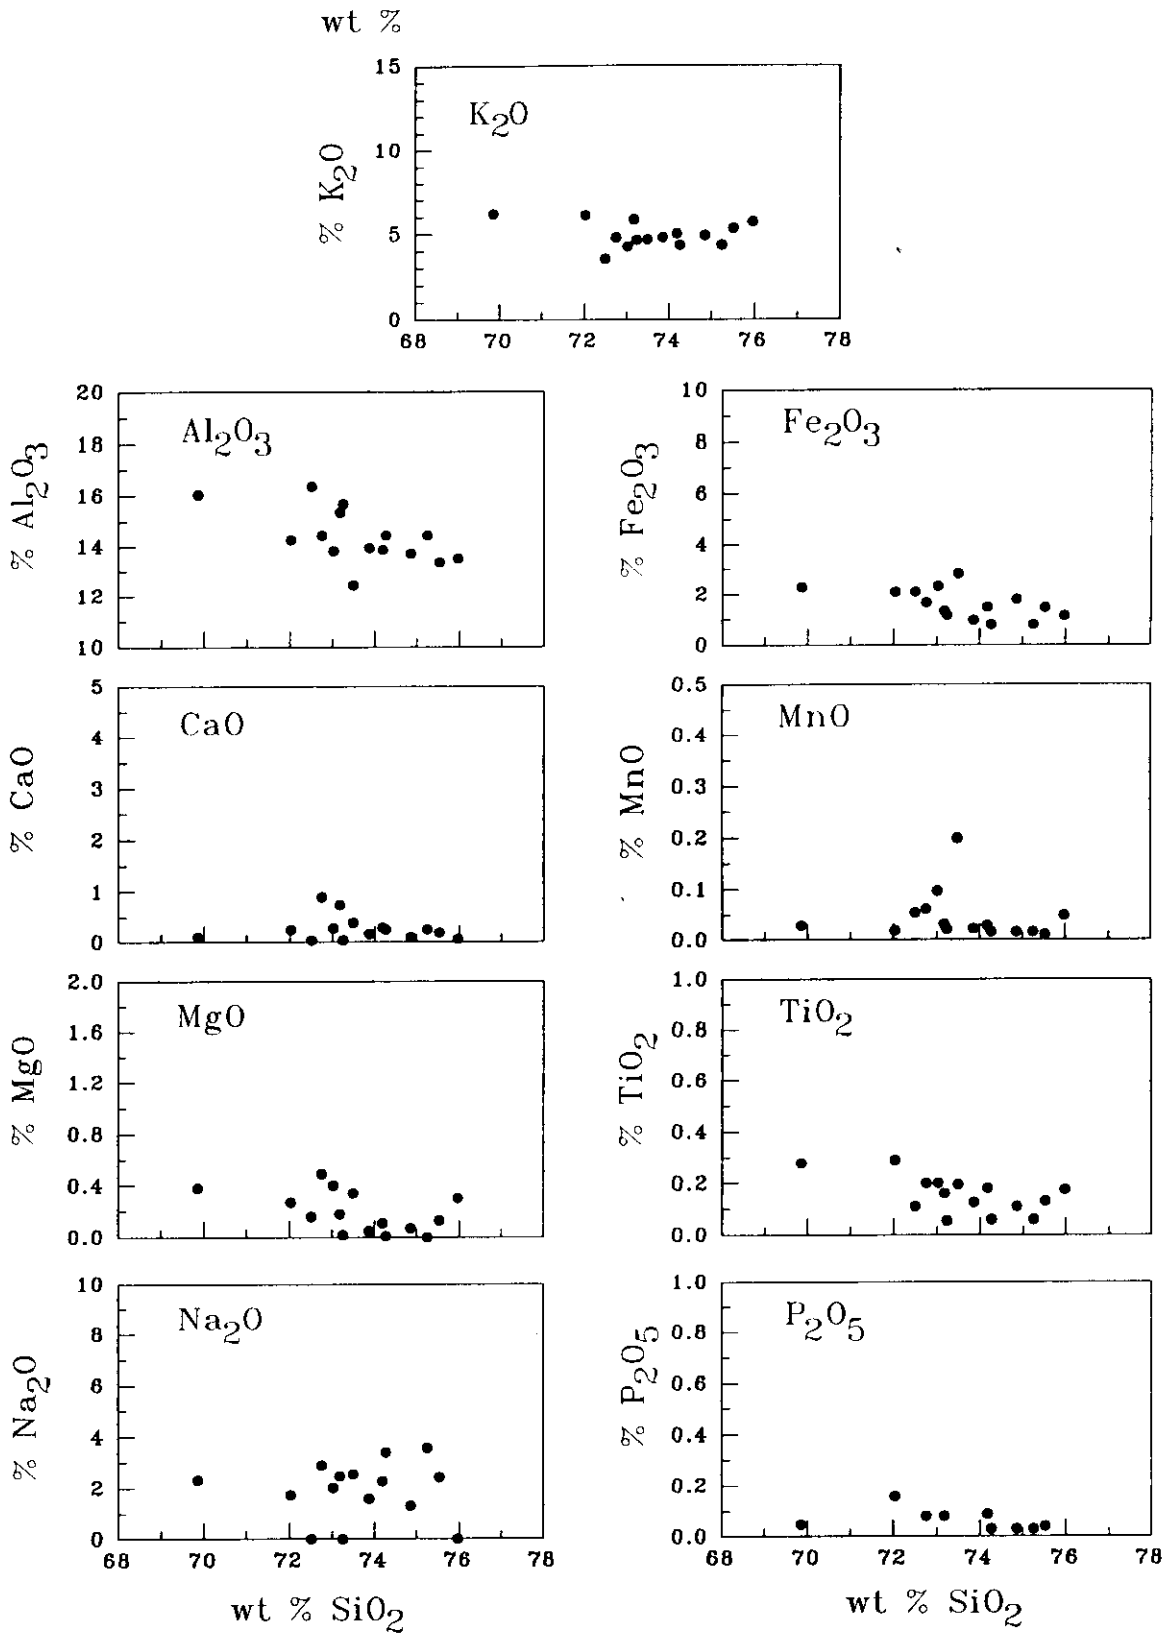 wt %
15
10
5
0
% K2O
K2O
68 70 72 74 76 78
20
18
16
14
12
10
% Al2O3
Al2O3
10
8
6
4
2
0
% Fe2O3
Fe2O3
5
4
3
2
1
0
% CaO
CaO
0.5
0.4
0.3
0.2
0.1
0.0
% MnO
MnO
2.0
1.6
1.2
0.8
0.4
0.0
% MgO
MgO
1.0
0.8
0.6
0.4
0.2
0.0
% TiO2
TiO2
10
8
6
4
2
0
% Na2O
Na2O
68 70 72 74 76 78
wt % SiO2
1.0
0.8
0.6
0.4
0.2
0.0
% P2O5
P2O5
68 70 72 74 76 78
wt % SiO2